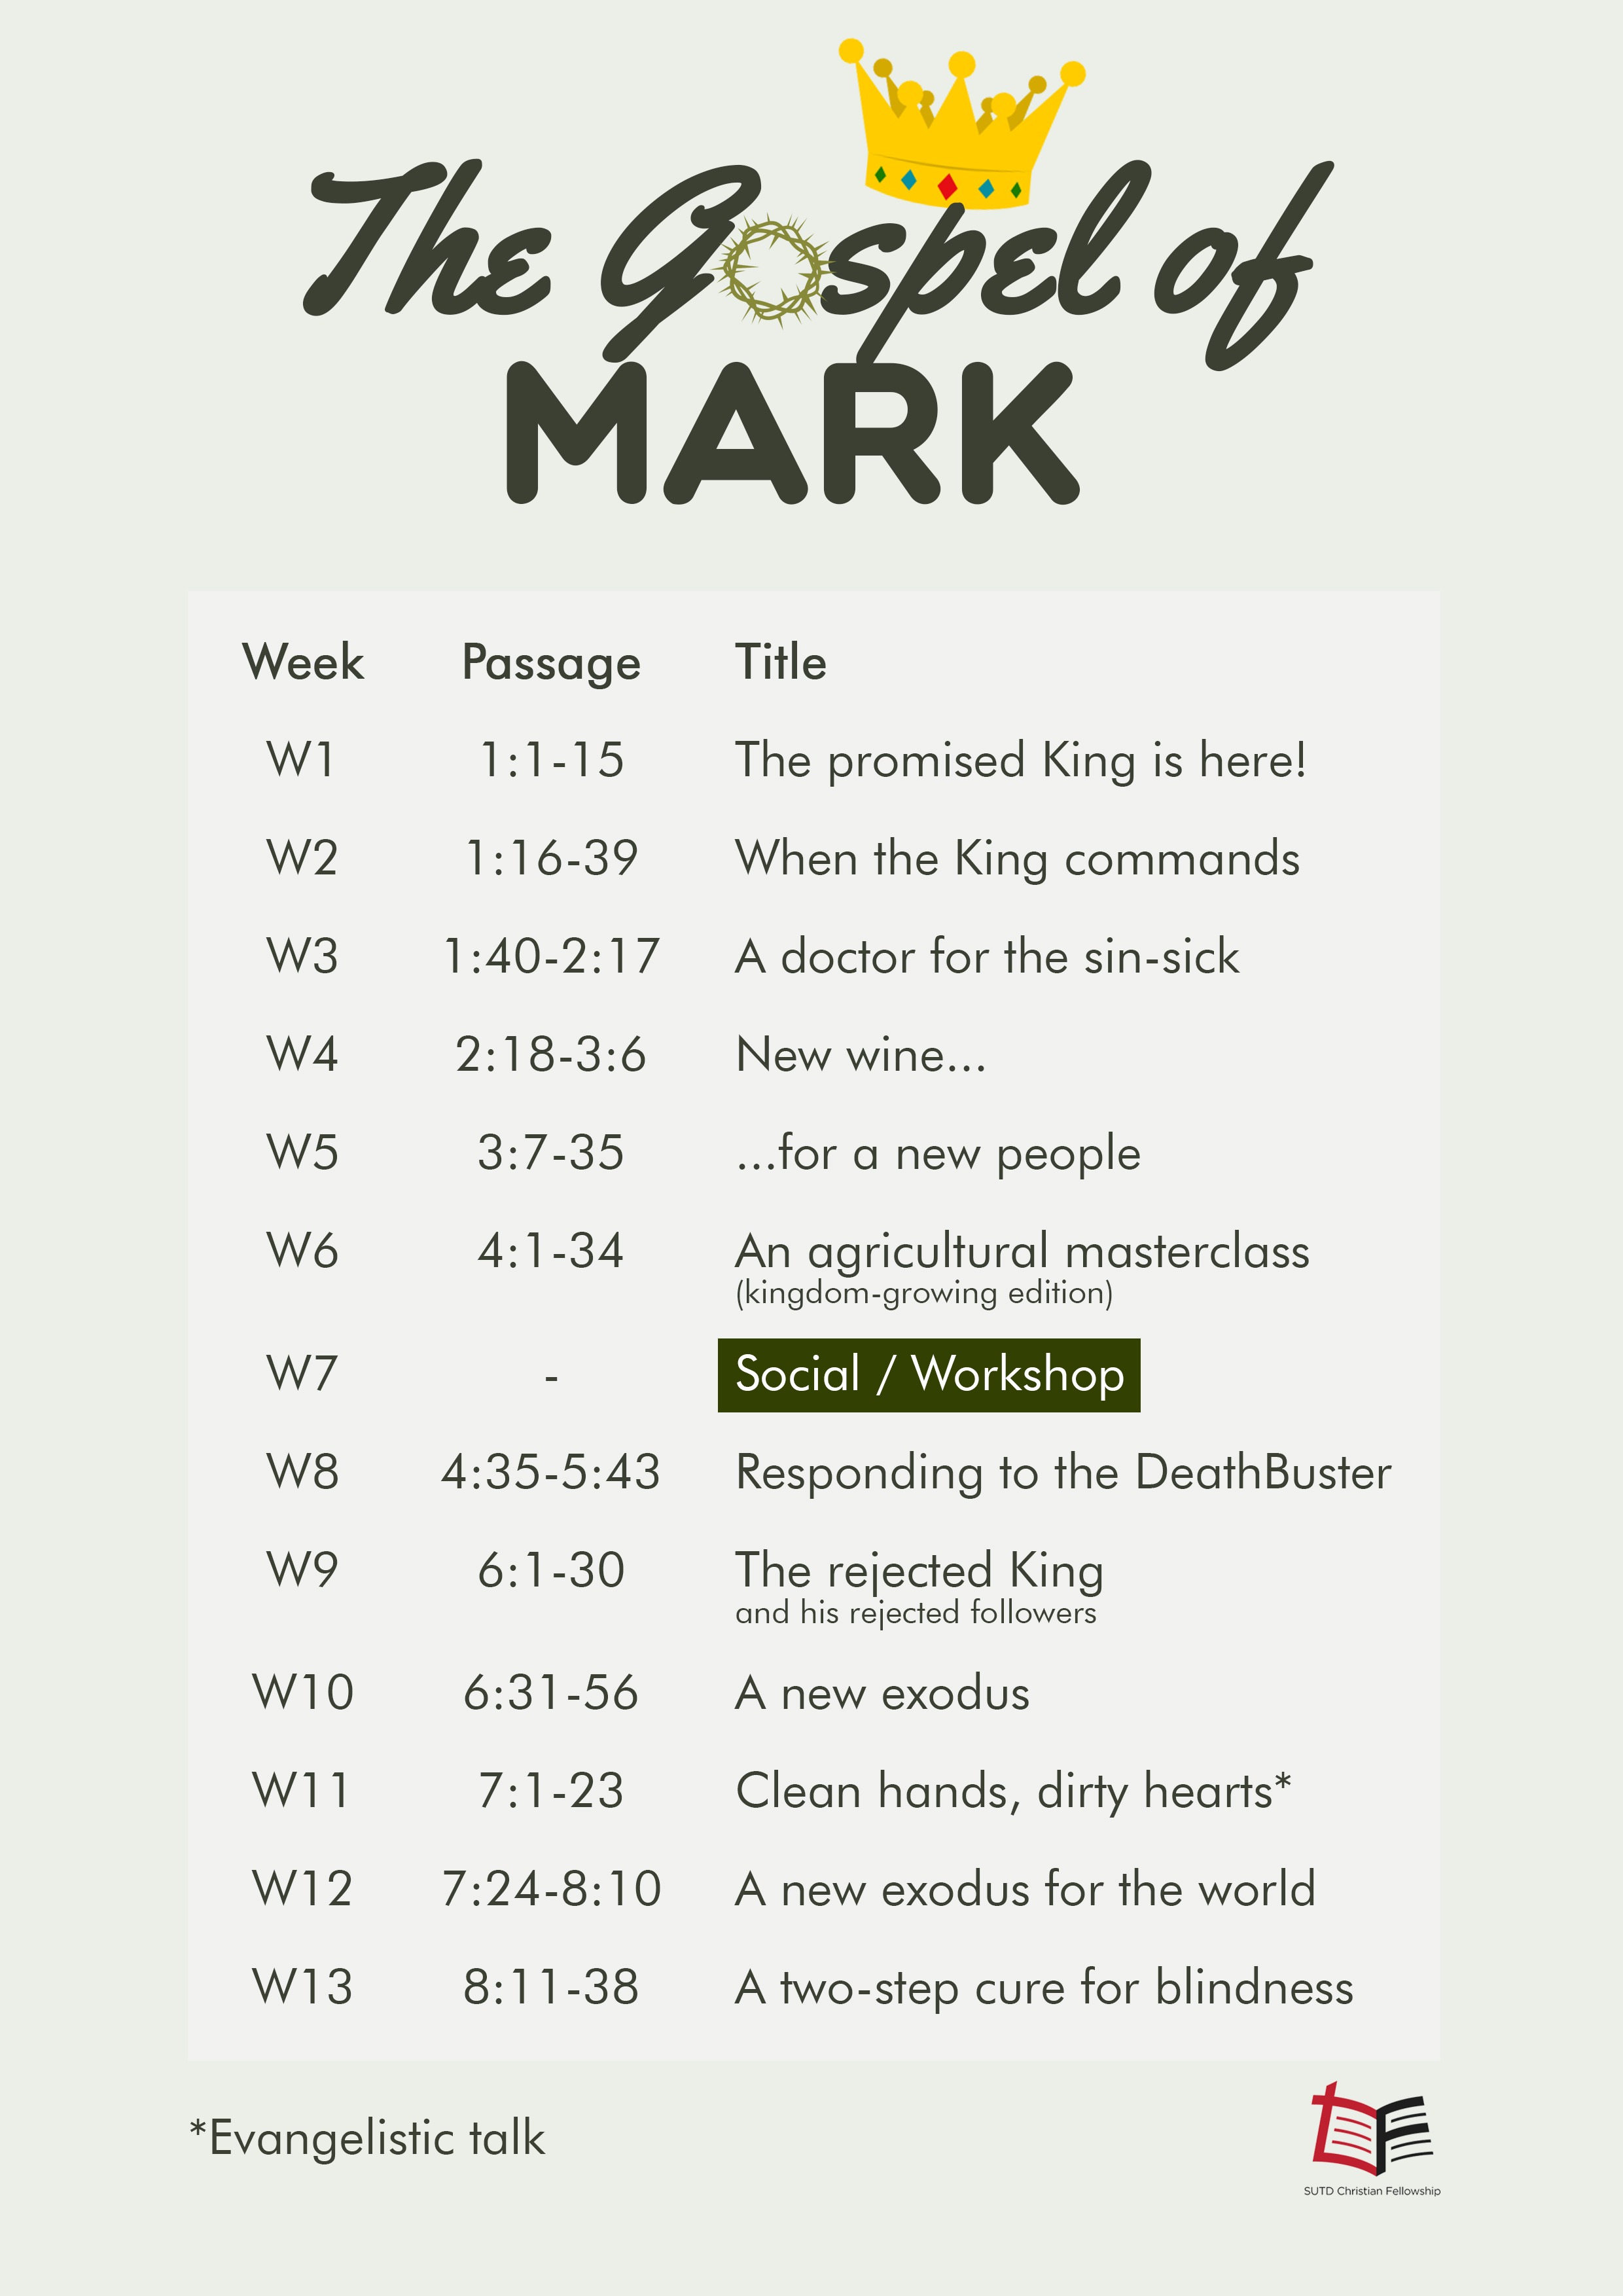 The Gospel of
MARK
Week Passage Title
W1 1:1-15 The promised King is here!
W2 1:16-39 When the King commands
W3 1:40-2:17 A doctor for the sin-sick
W4 2:18-3:6 New wine...
W5 3:7-35 ...for a new people
W6 4:1-34 An agricultural masterclass
(kingdom-growing edition)
W7 - Social / Workshop
W8 4:35-5:43 Responding to the DeathBuster
W9 6:1-30 The rejected King
and his rejected followers
W10 6:31-56 A new exodus
W11 7:1-23 Clean hands, dirty hearts*
W12 7:24-8:10 A new exodus for the world
W13 8:11-38 A two-step cure for blindness
*Evangelistic talk
SUTD Christian Fellowship